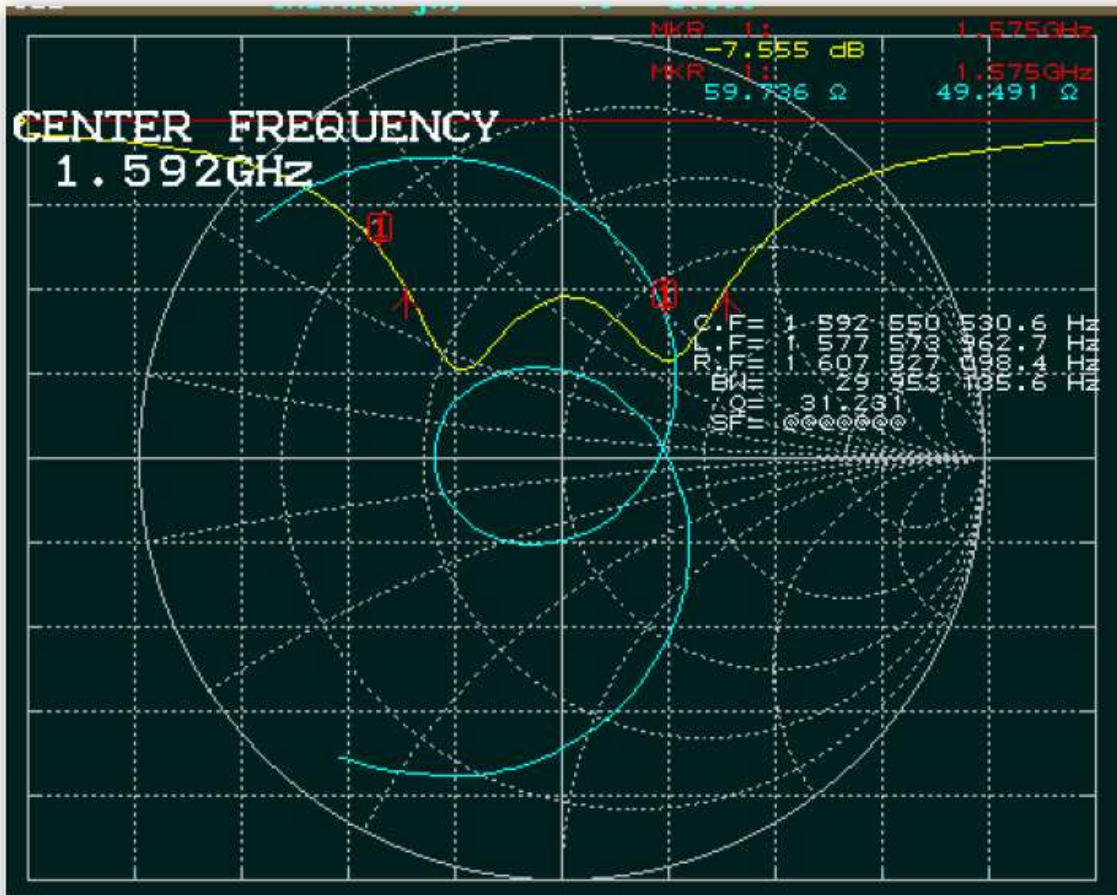 MKR 1: 1.575GHz
-7.555 dB
MKR 1: 1.575GHz
59.736 Ω 49.491 Ω
CENTER FREQUENCY
1.592GHz
1
1
C.F= 1 592 550 530.6 Hz
L.F= 1 577 573 962.7 Hz
R.F= 1 607 527 098.4 Hz
BW= 29 953 135.6 Hz
Q= 31.231
SF= @@@@@@@